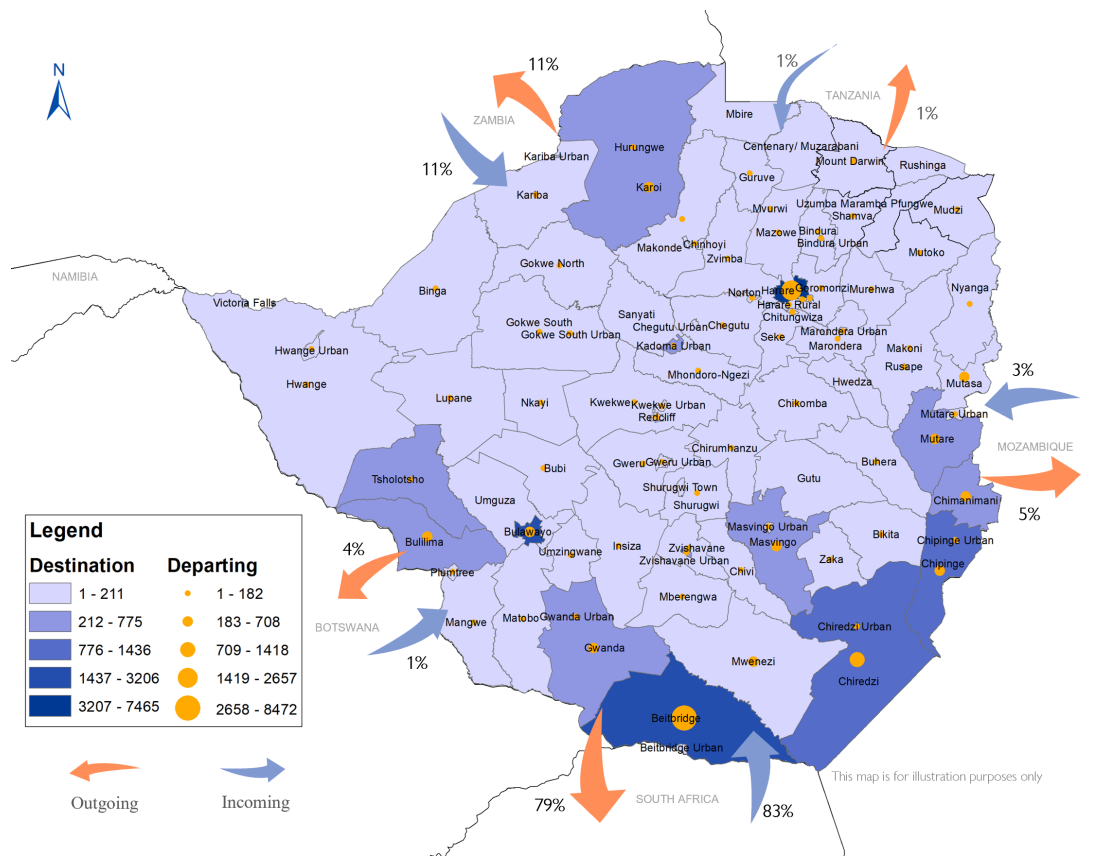 N
11%
1%
TANZANIA
1%
ZAMBIA
11%
Mbire
Centenary/ Muzarabani
Mount Darwin
Rushinga
Kariba Urban
Hurungwe
Guruve
Kariba
Karoi
Uzumba Maramba Pfungwe
Mvurwi
Shamva
Mudzi
Mazowe
Bindura
Bindura Urban
Makonde
Chinhoyi
Zvimba
Mutoko
Gokwe North
NAMIBIA
Binga
Norton
Harare
Goromonzi
Murehwa
Nyanga
Victoria Falls
Harare Rural
Chitungwiza
Sanyati
Gokwe South
Gokwe South Urban
Chegutu Urban
Chegutu
Marondera Urban
Seke
Marondera
Kadoma Urban
Makoni
Hwange Urban
Rusape
3%
Mhondoro-Ngezi
Hwedza
Mutasa
Hwange
Lupane
Nkayi
Kwekwe
Kwekwe Urban
Redcliff
Chikomba
Mutare Urban
Mutare
MOZAMBIQUE
Chirumhanzu
Buhera
Bubi
Gweru
Gweru Urban
Tsholotsho
Gutu
Shurugwi Town
Umguza
Shurugwi
Chimanimani
5%
Masvingo Urban
Bulawayo
Bikita
Chipinge Urban
Bulilima
Masvingo
4%
Umzingwane
Insiza
Zvishavane
Zvishavane Urban
Zaka
Chipinge
Plumtree
Chivi
Mberengwa
Mangwe
Matobo
Gwanda Urban
Chiredzi Urban
BOTSWANA
Gwanda
1%
Mwenezi
Chiredzi
Beitbridge
Beitbridge Urban
79%
SOUTH AFRICA
83%
This map is for illustration purposes only
Legend
Destination
Departing
1 - 211
1 - 182
212 - 775
183 - 708
776 - 1436
709 - 1418
1437 - 3206
1419 - 2657
3207 - 7465
2658 - 8472
Outgoing
Incoming